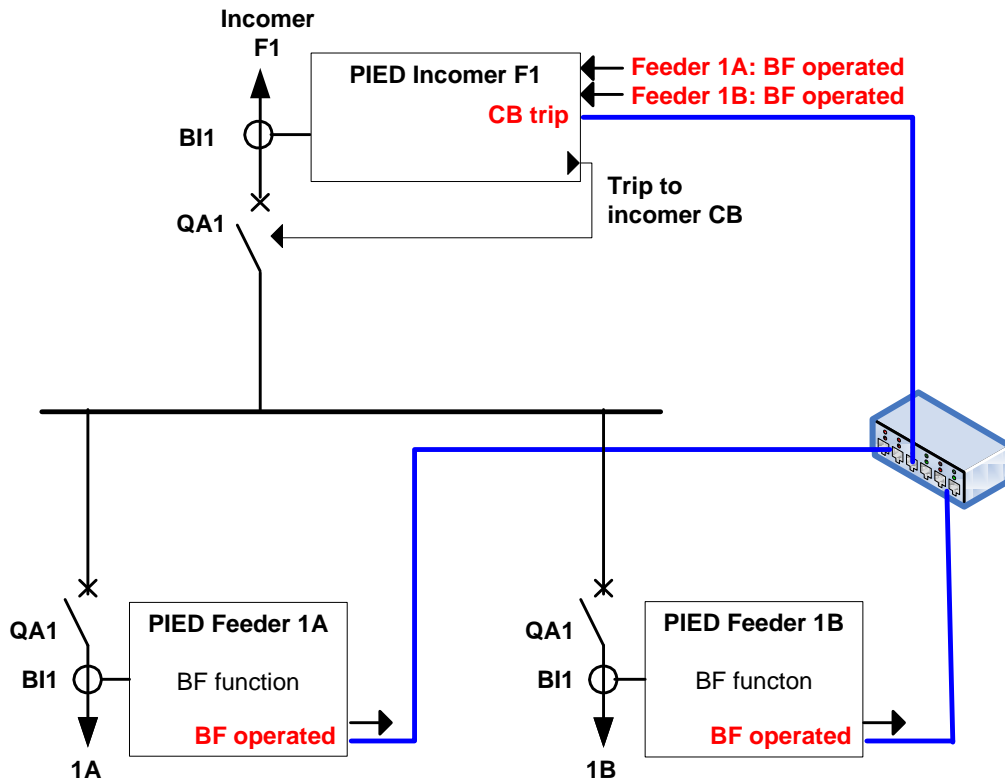 Incomer
F1
PIED Incomer F1
Feeder 1A: BF operated
Feeder 1B: BF operated
CB trip
BI1
Trip to
incomer CB
QA1
PIED Feeder 1A
PIED Feeder 1B
QA1
QA1
BI1
BF function
BI1
BF functon
BF operated
BF operated
1A
1B